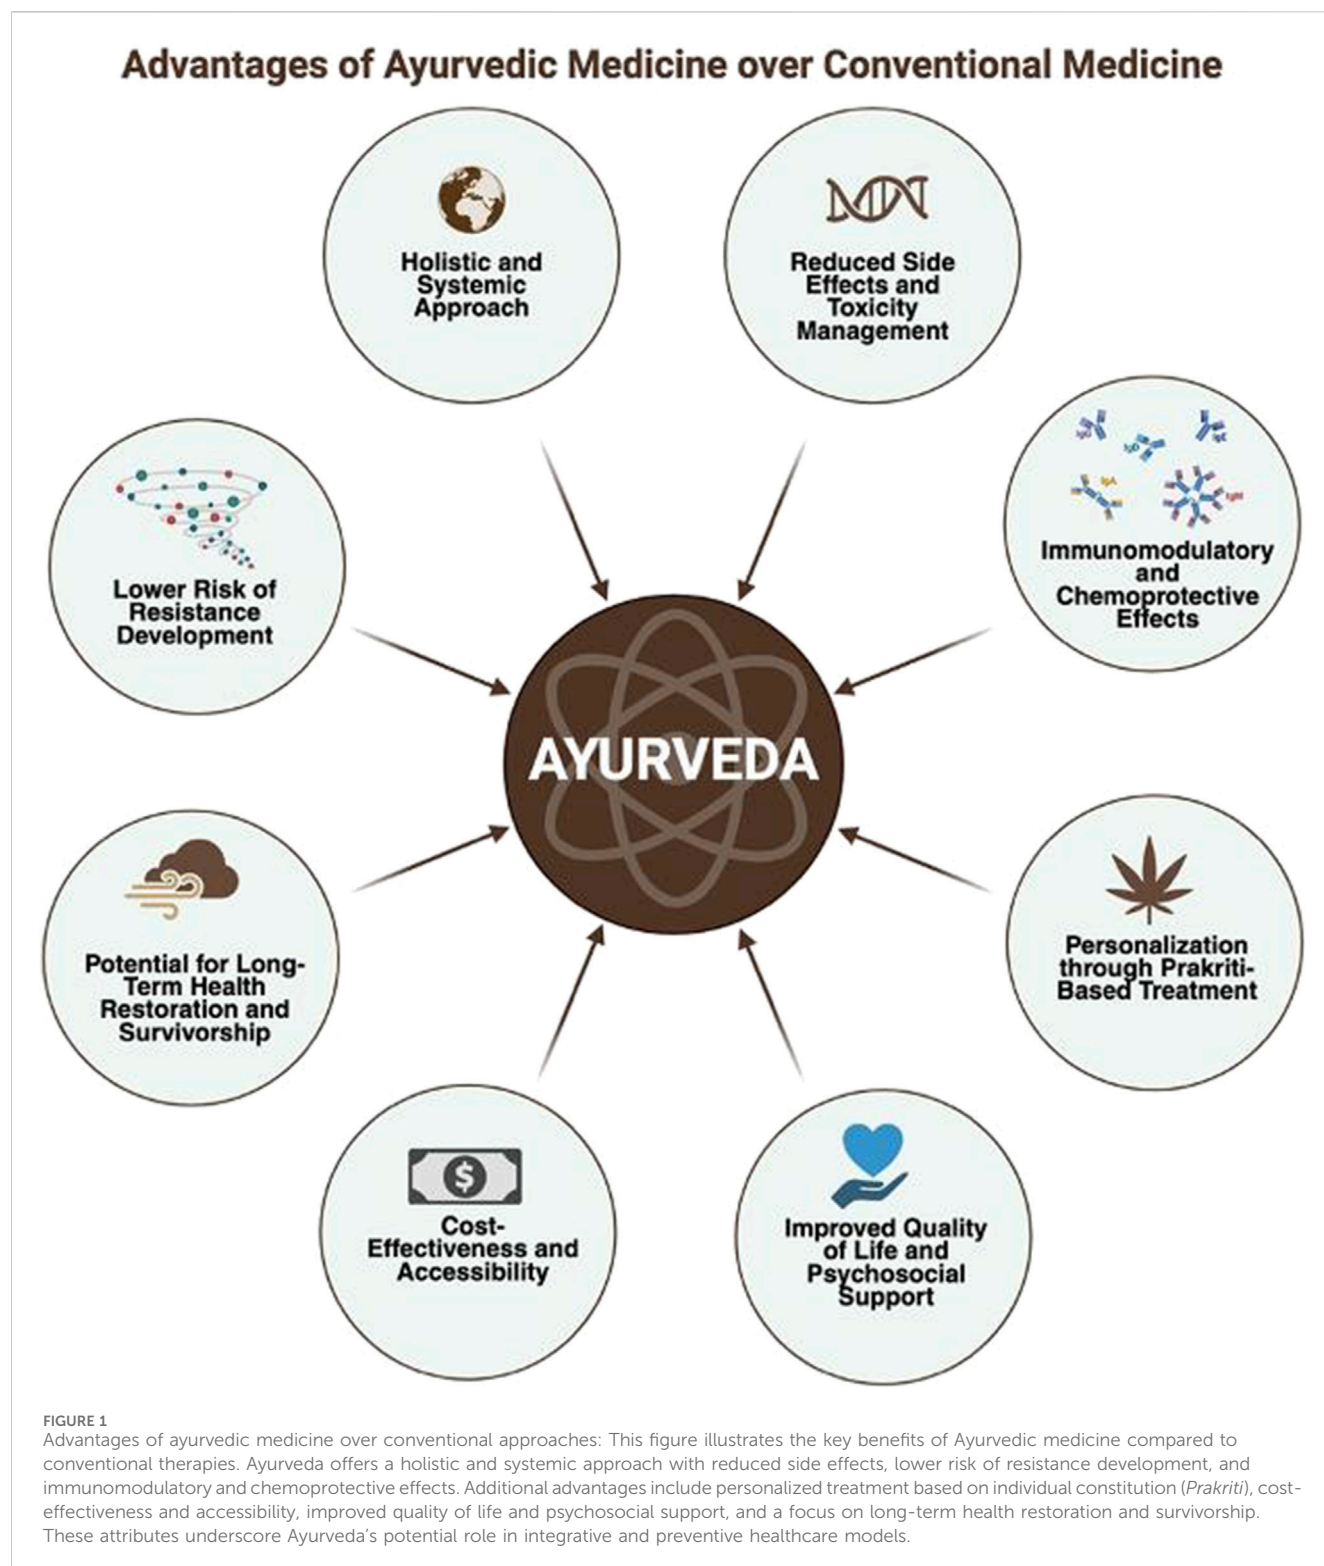 Advantages of Ayurvedic Medicine over Conventional Medicine
Holistic and
Systemic
Approach
Reduced Side
Effects and
Toxicity
Management
Lower Risk of
Resistance
Development
IgG
IgD
IgE
IgA
IgM
Immunomodulatory
and
Chemoprotective
Effects
AYURVEDA
Potential for Long-
Term Health
Restoration and
Survivorship
Personalization
through Prakriti-
Based Treatment
$
Cost-
Effectiveness and
Accessibility
Improved Quality
of Life and
Psychosocial
Support
FIGURE 1
Advantages of ayurvedic medicine over conventional approaches: This figure illustrates the key benefits of Ayurvedic medicine compared to
conventional therapies. Ayurveda offers a holistic and systemic approach with reduced side effects, lower risk of resistance development, and
immunomodulatory and chemoprotective effects. Additional advantages include personalized treatment based on individual constitution (Prakriti), cost-
effectiveness and accessibility, improved quality of life and psychosocial support, and a focus on long-term health restoration and survivorship.
These attributes underscore Ayurveda's potential role in integrative and preventive healthcare models.